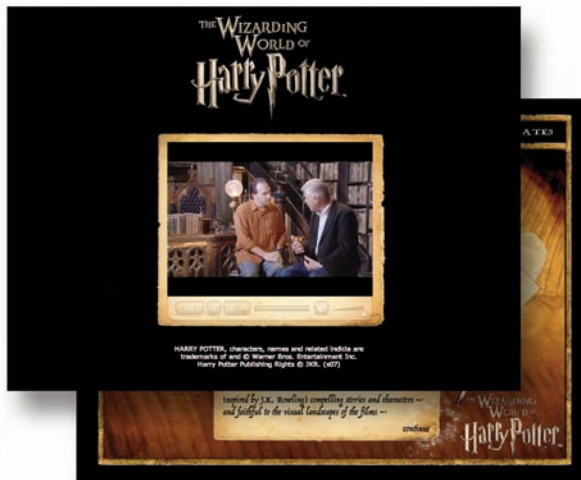 THE WIZARDING
WORLD OF
Harry Potter
HARRY POTTER, characters, names and related indicia are
trademarks of and © Warner Bros. Entertainment Inc.
Harry Potter Publishing Rights © JKR. (s07)
ATES
Inspired by J.K. Rowling's compelling stories and characters ~
and faithful to the visual landscapes of the films ~
continue
THE WIZARDING
WORLD OF
Harry Potter